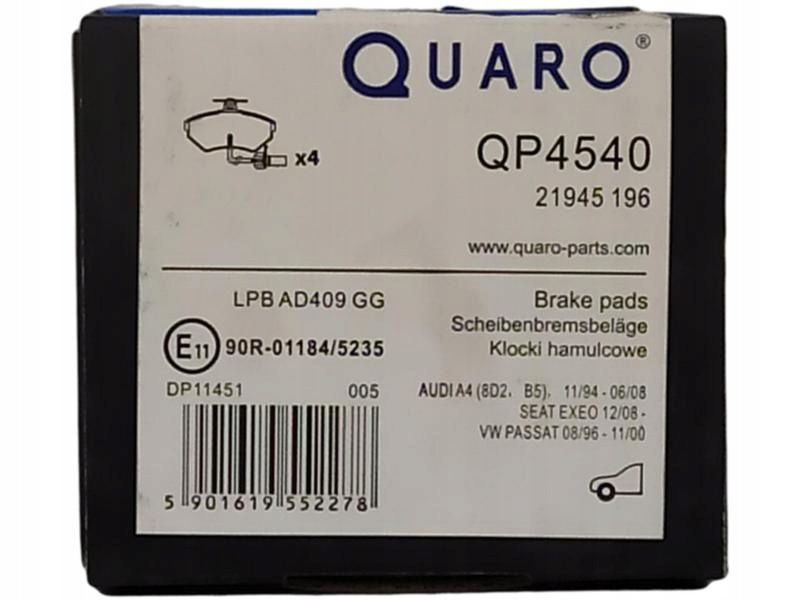 QUARO®
x4
QP4540
21945 196
www.quaro-parts.com
LPB AD409 GG
Brake pads
Scheibenbremsbeläge
Klocki hamulcowe
E11 90R-01184/5235
DP11451 005
AUDI A4 (8D2, B5), 11/94 - 06/08
SEAT EXEO 12/08 -
VW PASSAT 08/96 - 11/00
5 901619 552278